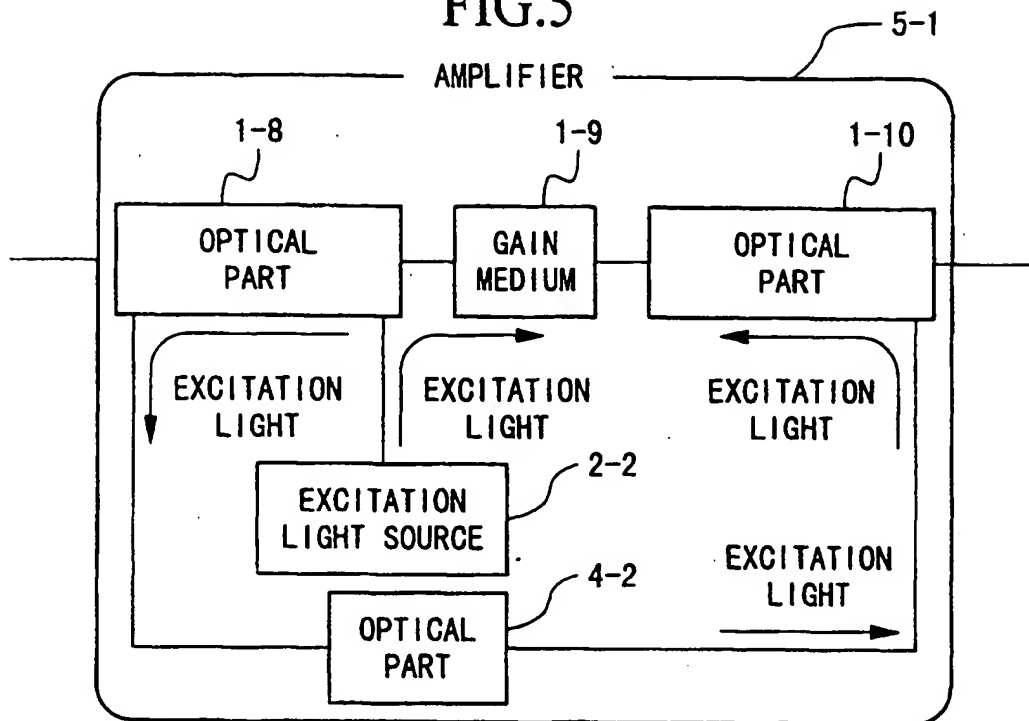 FIG.5
5-1
AMPLIFIER
1-8
1-9
1-10
OPTICAL
PART
GAIN
MEDIUM
OPTICAL
PART
EXCITATION
LIGHT
EXCITATION
LIGHT
EXCITATION
LIGHT
2-2
EXCITATION
LIGHT SOURCE
4-2
EXCITATION
LIGHT
OPTICAL
PART